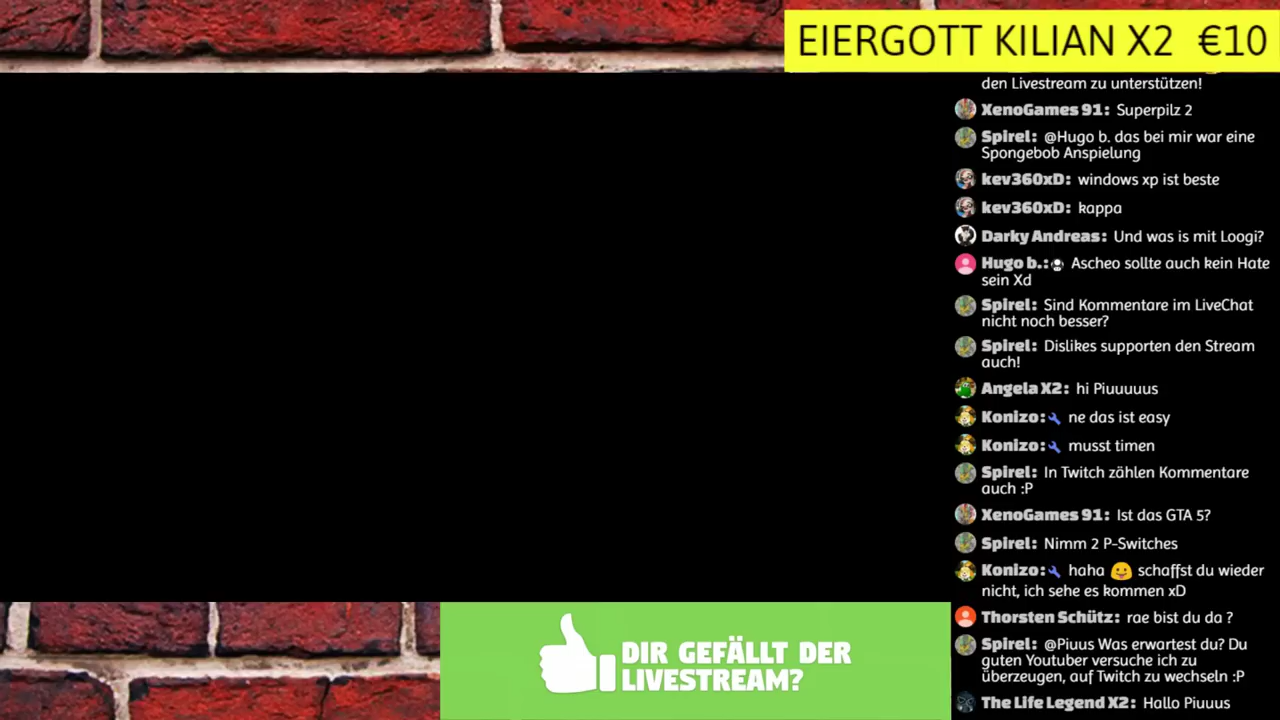 EIERGOTT KILIAN X2 €10
den Livestream zu unterstützen!
XenoGames 91: Superpilz 2
Spirel: @Hugo b. das bei mir war eine
Spongebob Anspielung
kev360xD: windows xp ist beste
kev360xD: kappa
Darky Andreas: Und was is mit Loogi?
Hugo b.: Ascheo sollte auch kein Hate
sein Xd
Spirel: Sind Kommentare im LiveChat
nicht noch besser?
Spirel: Dislikes supporten den Stream
auch!
Angela X2: hi Piuuuuus
Konizo: ne das ist easy
Konizo: musst timen
Spirel: In Twitch zählen Kommentare
auch :P
XenoGames 91: Ist das GTA 5?
Spirel: Nimm 2 P-Switches
Konizo: haha 😛 schaffst du wieder
nicht, ich sehe es kommen xD
Thorsten Schütz: rae bist du da ?
Spirel: @Piuus Was erwartest du? Du
guten Youtuber versuche ich zu
überzeugen, auf Twitch zu wechseln :P
The Life Legend X2: Hallo Piuuus
DIR GEFÄLLT DER
LIVESTREAM?